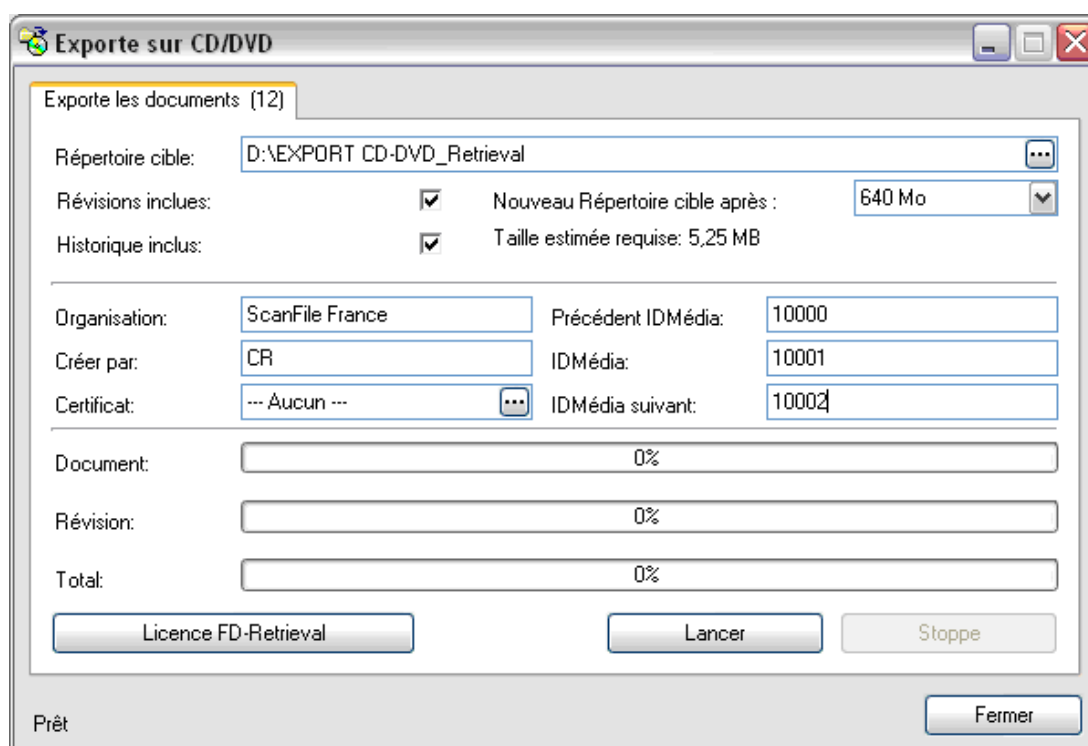 Exporte sur CD/DVD
Exporte les documents (12)
Répertoire cible: D:\EXPORT CD-DVD_Retrieval ...
Révisions inclues: Nouveau Répertoire cible après : 640 Mo
Historique inclus: Taille estimée requise: 5,25 MB
Organisation: ScanFile France Précédent IDMédia: 10000
Créer par: CR IDMédia: 10001
Certificat: --- Aucun --- ... IDMédia suivant: 10002
Document: 0%
Révision: 0%
Total: 0%
Licence FD-Retrieval Lancer Stoppe
Prêt Fermer